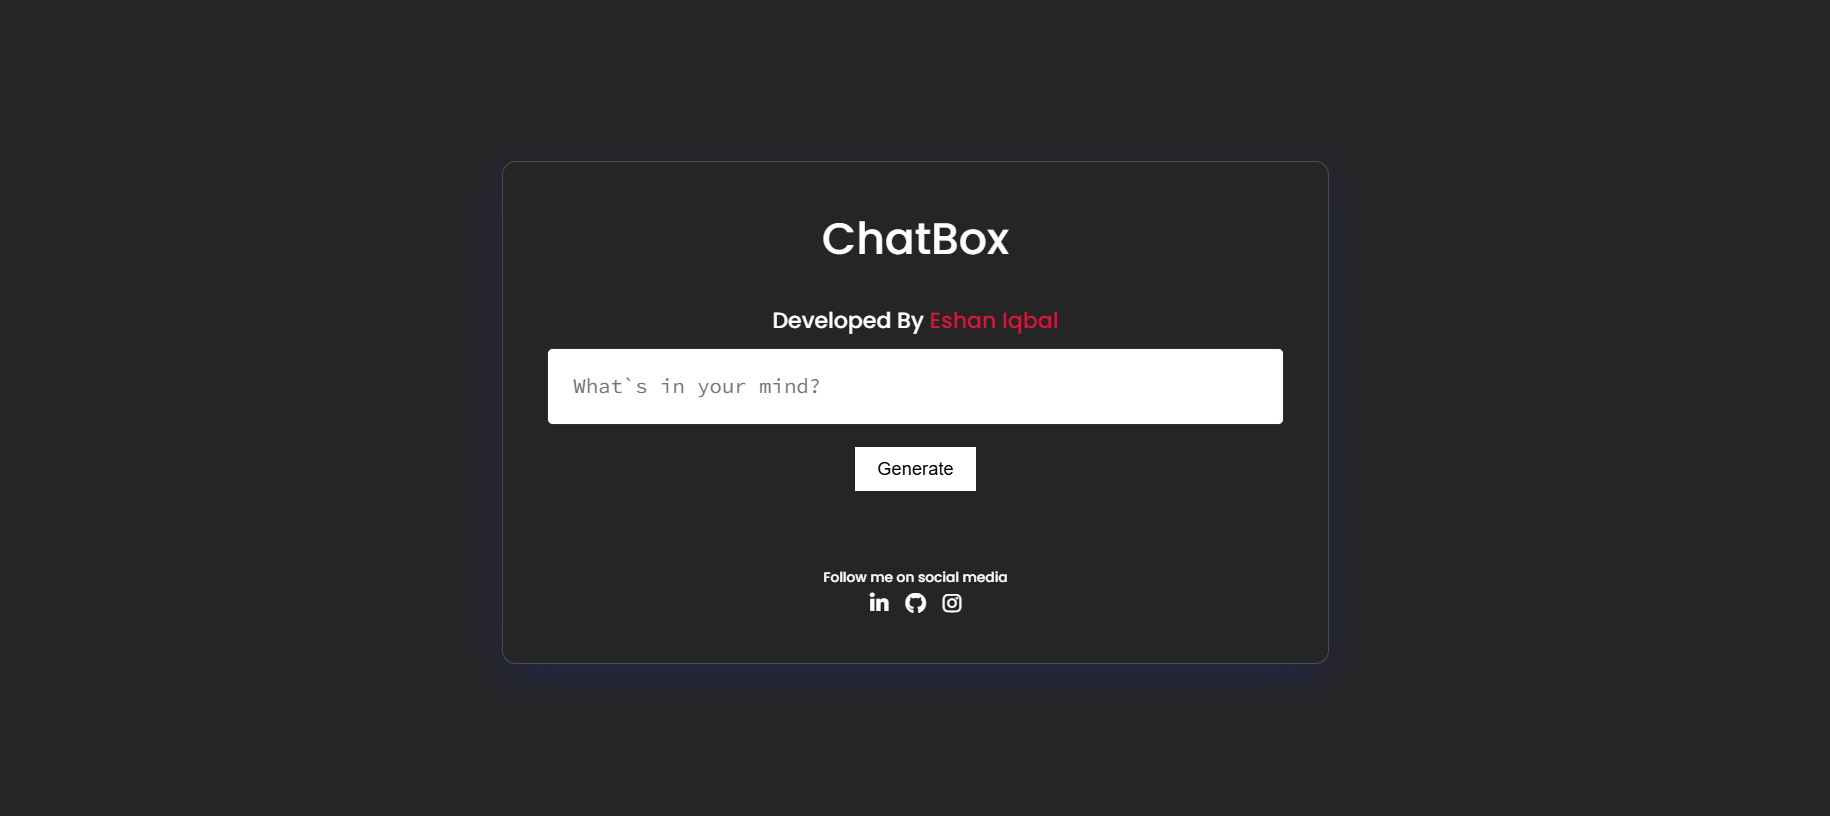 ChatBox
Developed By Eshan Iqbal
What`s in your mind?
Generate
Follow me on social media